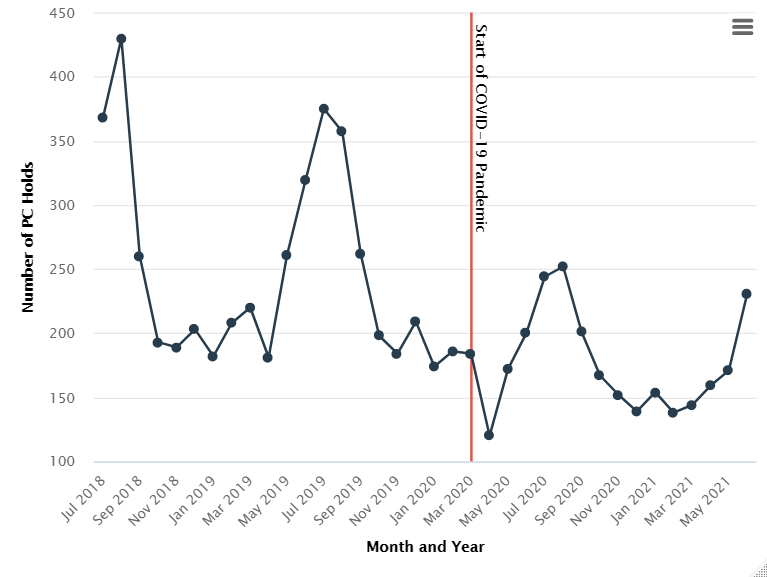 450
400
350
300
250
200
150
100
Number of PC Holds
Start of COVID-19 Pandemic
Jul 2018
Sep 2018
Nov 2018
Jan 2019
Mar 2019
May 2019
Jul 2019
Sep 2019
Nov 2019
Jan 2020
Mar 2020
May 2020
Jul 2020
Sep 2020
Nov 2020
Jan 2021
Mar 2021
May 2021
Month and Year